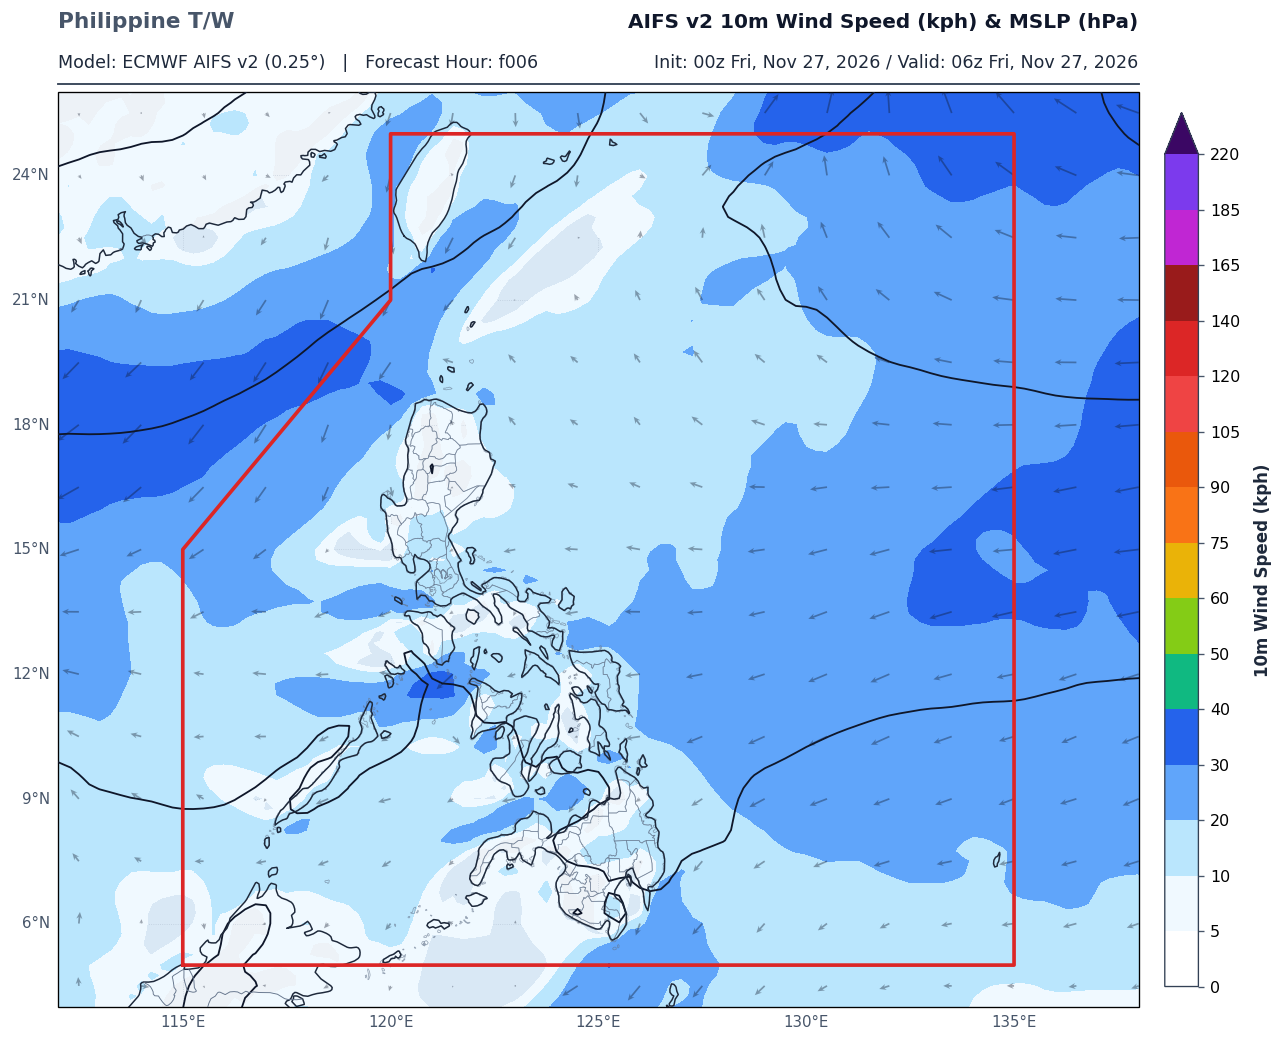 Philippine T/W
AIFS v2 10m Wind Speed (kph) & MSLP (hPa)
Model: ECMWF AIFS v2 (0.25°) | Forecast Hour: f006
Init: 00z Fri, Nov 27, 2026 / Valid: 06z Fri, Nov 27, 2026
24°N
21°N
18°N
15°N
12°N
9°N
6°N
115°E
120°E
125°E
130°E
135°E
220
185
165
140
120
105
90
75
60
50
40
30
20
10
5
0
10m Wind Speed (kph)